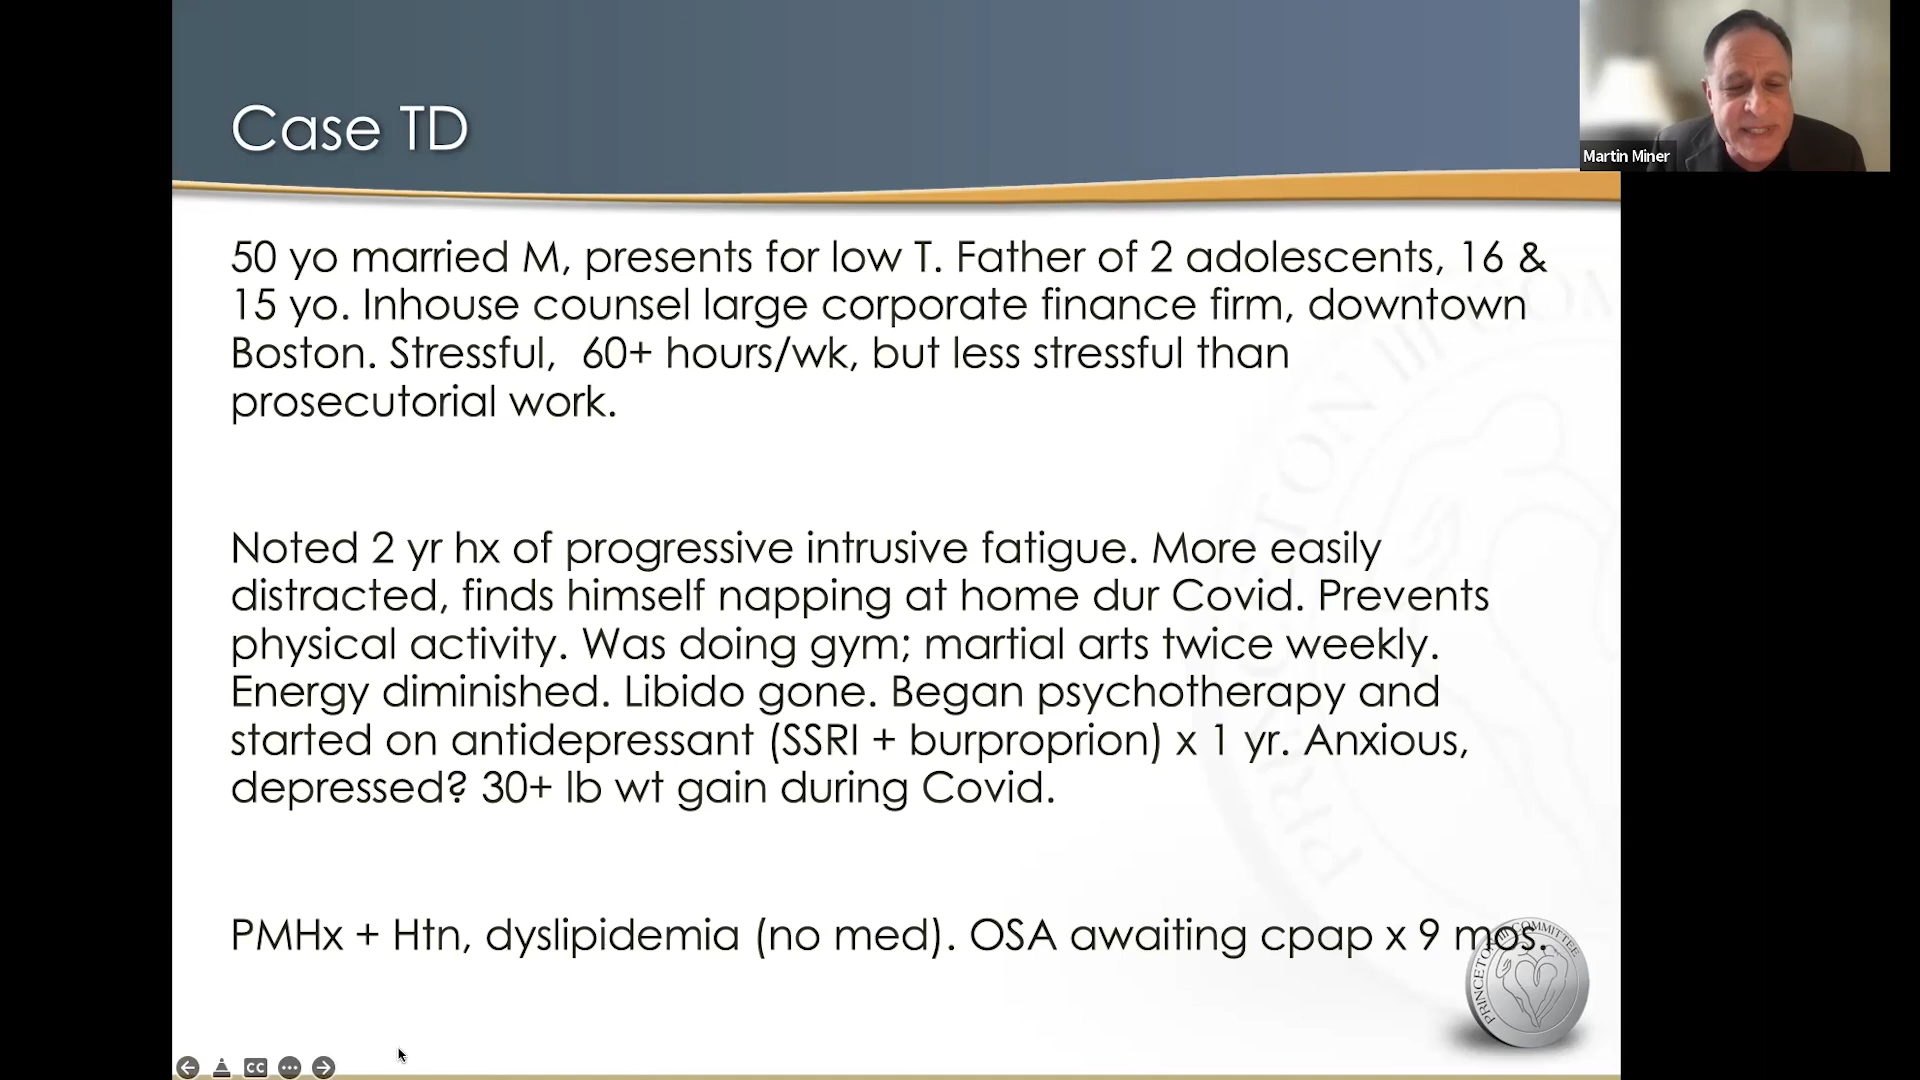 Case TD
Martin Miner
50 yo married M, presents for low T. Father of 2 adolescents, 16 &
15 yo. Inhouse counsel large corporate finance firm, downtown
Boston. Stressful,  60+ hours/wk, but less stressful than
prosecutorial work.
Noted 2 yr hx of progressive intrusive fatigue. More easily
distracted, finds himself napping at home dur Covid. Prevents
physical activity. Was doing gym; martial arts twice weekly.
Energy diminished. Libido gone. Began psychotherapy and
started on antidepressant (SSRI + burproprion) x 1 yr. Anxious,
depressed? 30+ lb wt gain during Covid.
PMHx + Htn, dyslipidemia (no med). OSA awaiting cpap x 9 mos.
PRINCETON III COMMITTEE
CC